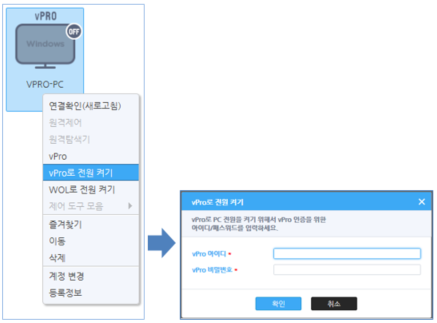 vPRO
OFF
Windows
VPRO-PC
연결확인(새로고침)
원격제어
원격탐색기
vPro
vPro로 전원 켜기
WOL로 전원 켜기
제어 도구 모음
즐겨찾기
이동
삭제
계정 변경
등록정보
vPro로 전원 켜기
vPro로 PC 전원을 켜기 위해서 vPro 인증을 위한
아이디/패스워드를 입력하세요.
vPro 아이디 •
vPro 비밀번호 •
확인
취소